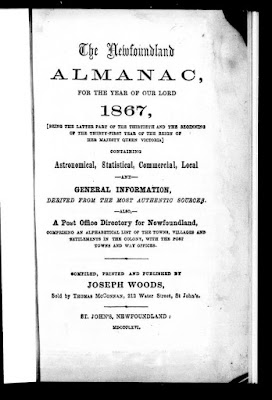 The Newfoundland
ALMANAC,
FOR THE YEAR OF OUR LORD
1867,
[BEING THE LATTER PART OF THE THIRTIETH AND THE BEGINNING
OF THE THIRTY-FIRST YEAR OF THE REIGN OF
HER MAJESTY QUEEN VICTORIA]
CONTAINING
Astronomical, Statistical, Commercial, Local
—AND—
GENERAL INFORMATION,
DERIVED FROM THE MOST AUTHENTIC SOURCES.
—ALSO,—
A Post Office Directory for Newfoundland,
COMPRISING AN ALPHABETICAL LIST OF THE TOWNS, VILLAGES AND
SETTLEMENTS IN THE COLONY, WITH THE POST
TOWNS AND WAY OFFICES.
COMPILED, PRINTED AND PUBLISHED BY
JOSEPH WOODS,
Sold by THOMAS MCCONNAN, 213 Water Street, St John's.
ST. JOHN'S, NEWFOUNDLAND:
MDCCCLXVI.